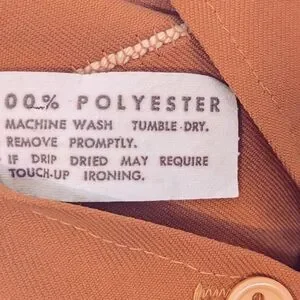 00% POLYESTER
MACHINE WASH TUMBLE DRY.
REMOVE PROMPTLY.
IF DRIP DRIED MAY REQUIRE
TOUCH-UP IRONING.